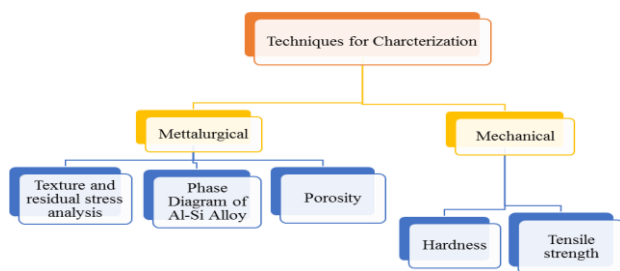 Techniques for Charcterization
Mettalurgical
Mechanical
Texture and
residual stress
analysis
Phase
Diagram of
Al-Si Alloy
Porosity
Hardness
Tensile
strength